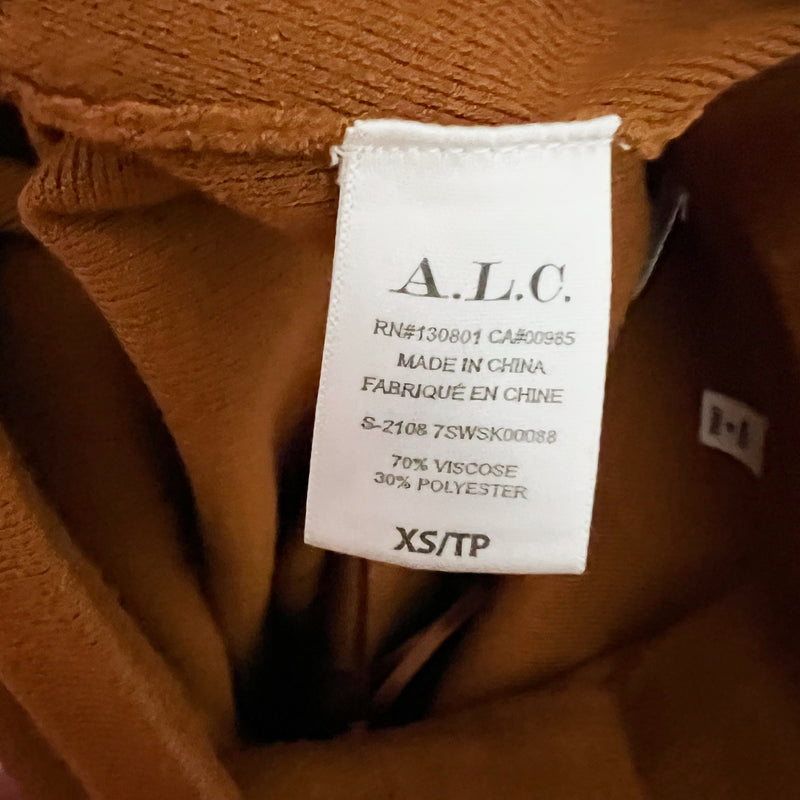 A.L.C.
RN#130801 CA#00985
MADE IN CHINA
FABRIQUÉ EN CHINE
S-2108 7SWSK00088
70% VISCOSE
30% POLYESTER
XS/TP